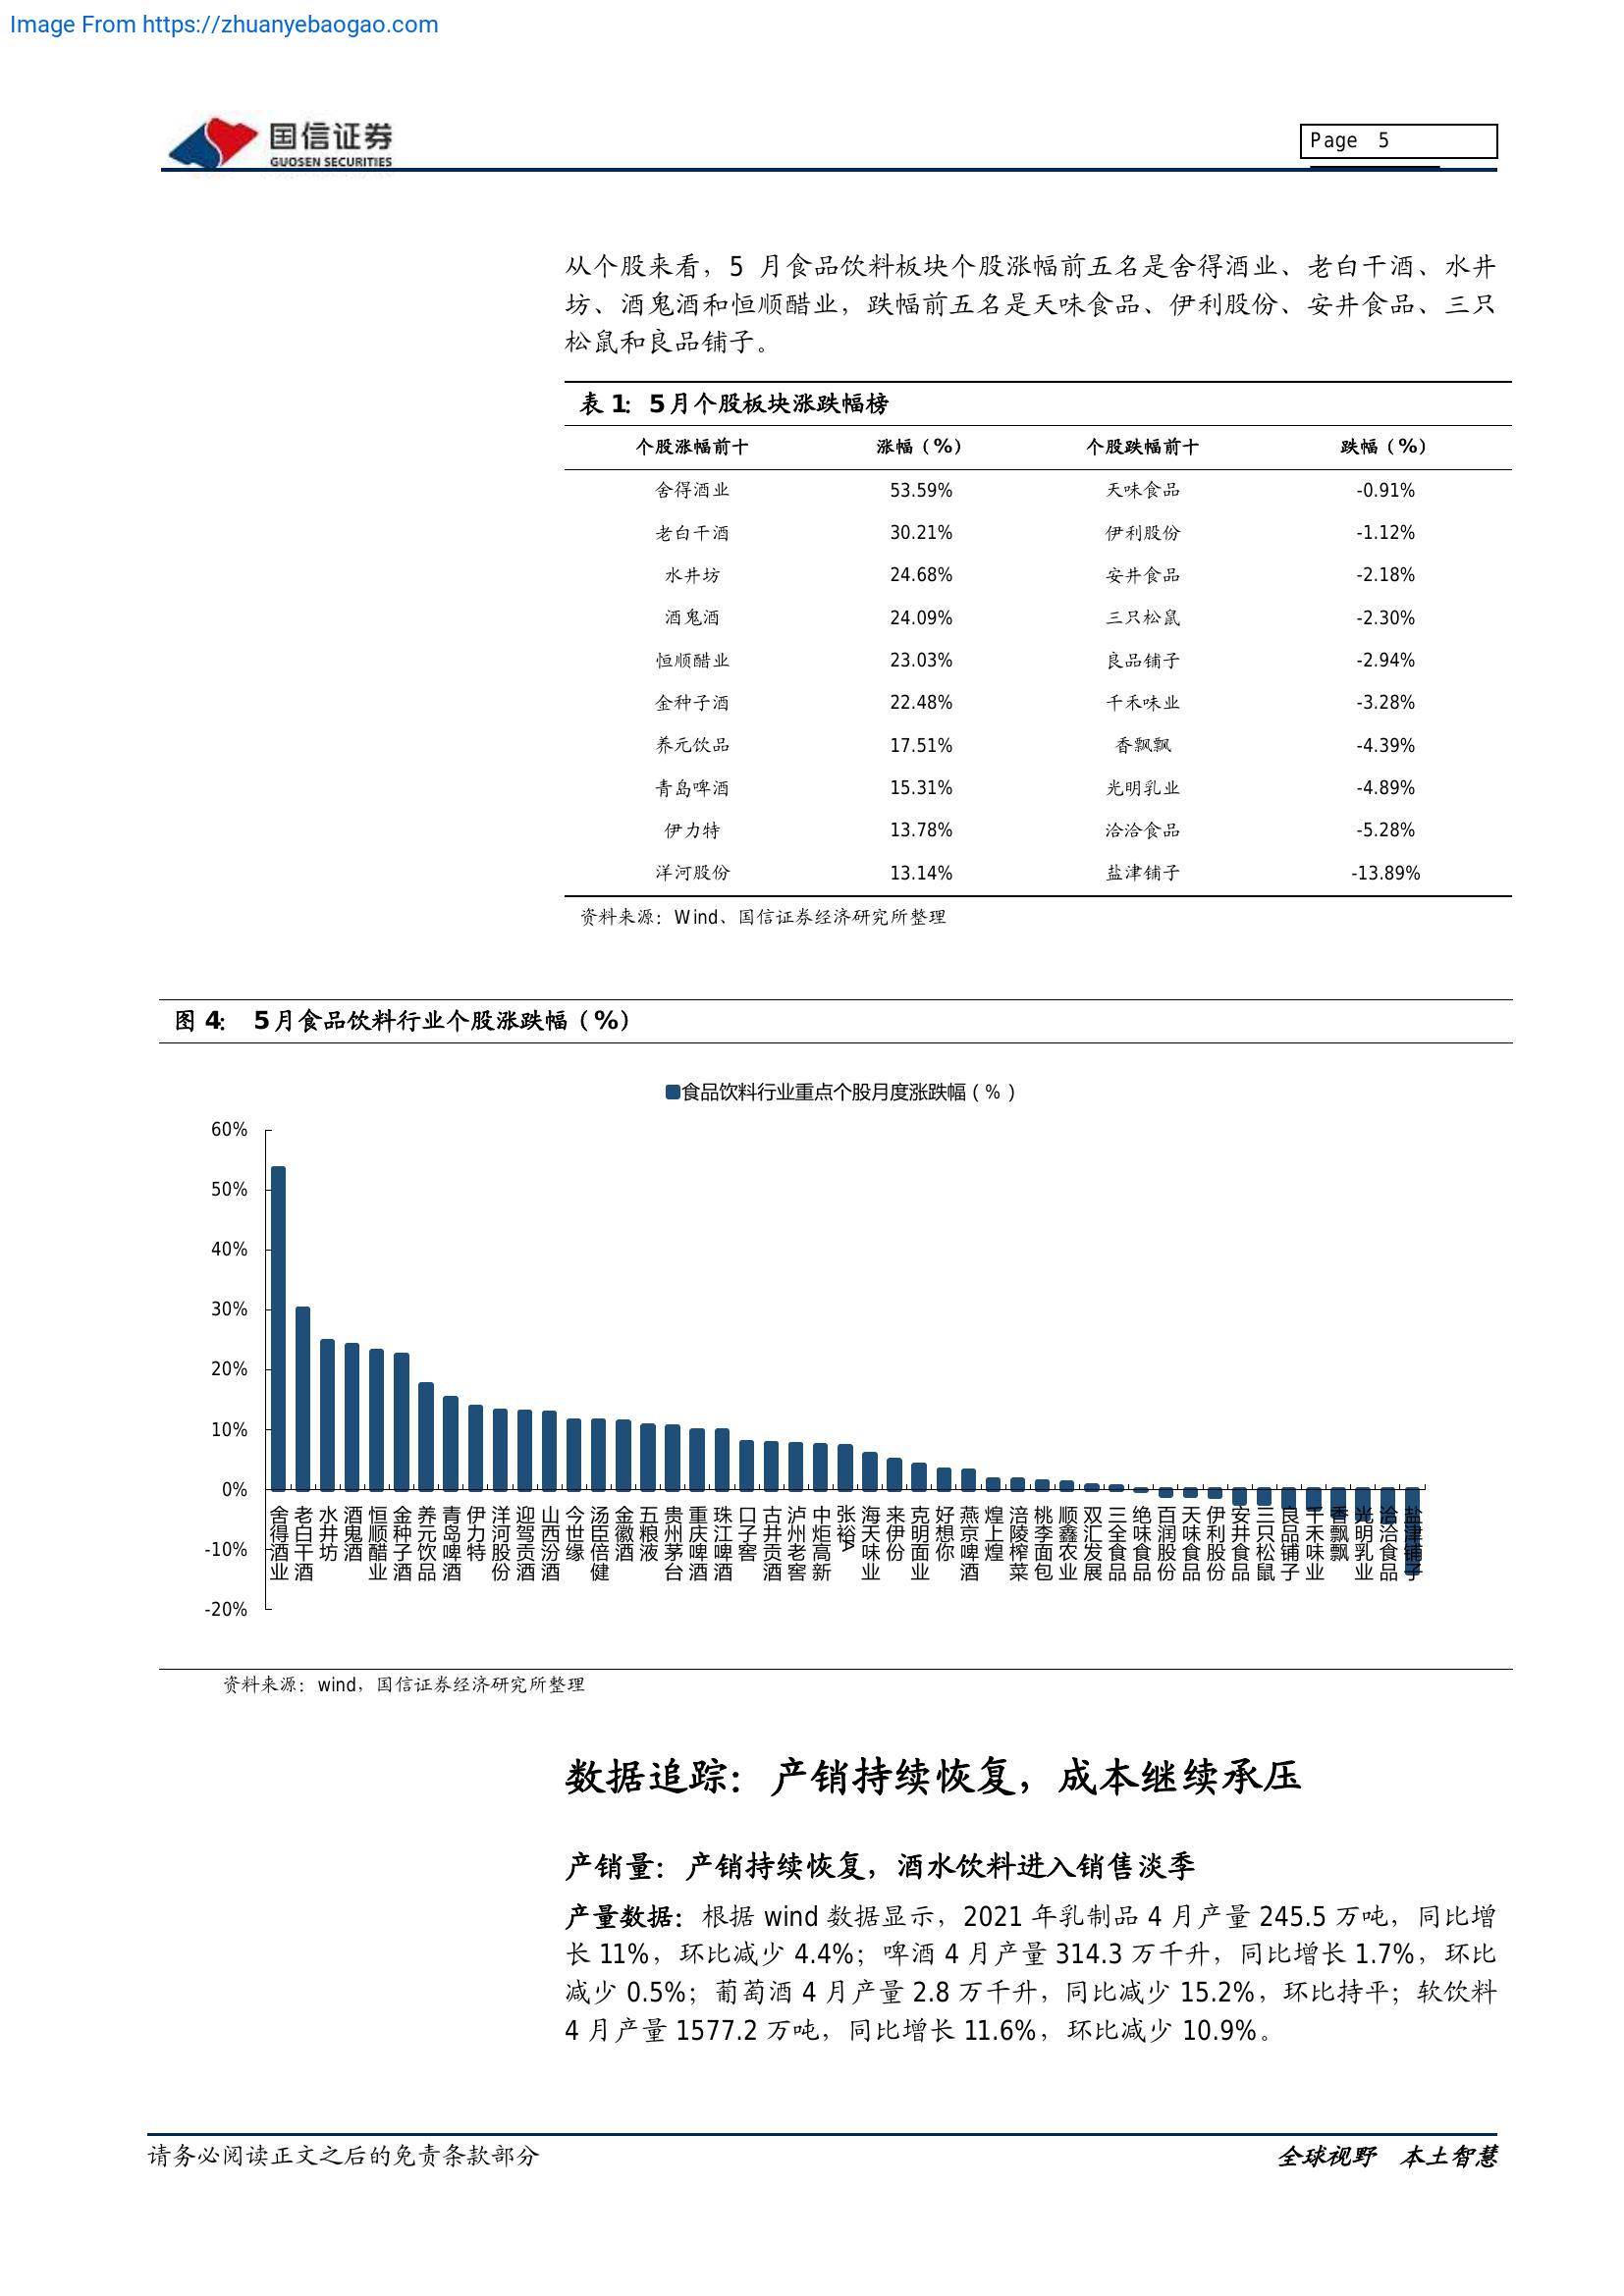 Image From https://zhuanyebaogao.com
国信证券
GUOSEN SECURITIES
Page 5
从个股来看，5 月食品饮料板块个股涨幅前五名是舍得酒业、老白干酒、水井
坊、酒鬼酒和恒顺醋业，跌幅前五名是天味食品、伊利股份、安井食品、三只
松鼠和良品铺子。
表 1： 5月个股板块涨跌幅榜
个股涨幅前十 涨幅（%） 个股跌幅前十 跌幅（%）
舍得酒业 53.59% 天味食品 -0.91%
老白干酒 30.21% 伊利股份 -1.12%
水井坊 24.68% 安井食品 -2.18%
酒鬼酒 24.09% 三只松鼠 -2.30%
恒顺醋业 23.03% 良品铺子 -2.94%
金种子酒 22.48% 千禾味业 -3.28%
养元饮品 17.51% 香飘飘 -4.39%
青岛啤酒 15.31% 光明乳业 -4.89%
伊力特 13.78% 洽洽食品 -5.28%
洋河股份 13.14% 盐津铺子 -13.89%
资料来源：Wind、国信证券经济研究所整理
图 4： 5月食品饮料行业个股涨跌幅（%）
食品饮料行业重点个股月度涨跌幅（%）
60%
50%
40%
30%
20%
10%
0%
-10%
-20%
舍得酒业
老白干酒
水井坊
酒鬼酒
恒顺醋业
金种子酒
养元饮品
青岛啤酒
伊力特
洋河股份
迎驾贡酒
山西汾酒
今世缘
汤臣倍健
金徽酒
五粮液
贵州茅台
重庆啤酒
珠江啤酒
口子窖
古井贡酒
泸州老窖
中炬高新
张裕A
海天味业
来伊份
克明面业
好想你
燕京啤酒
煌上煌
涪陵榨菜
桃李面包
顺鑫农业
双汇发展
三全食品
绝味食品
百润股份
天味食品
伊利股份
安井食品
三只松鼠
良品铺子
千禾味业
香飘飘
光明乳业
洽洽食品
盐津铺子
资料来源：wind，国信证券经济研究所整理
数据追踪：产销持续恢复，成本继续承压
产销量：产销持续恢复，酒水饮料进入销售淡季
产量数据：根据 wind 数据显示，2021 年乳制品 4 月产量 245.5 万吨，同比增
长 11%，环比减少 4.4%；啤酒 4 月产量 314.3 万千升，同比增长 1.7%，环比
减少 0.5%；葡萄酒 4 月产量 2.8 万千升，同比减少 15.2%，环比持平；软饮料
4 月产量 1577.2 万吨，同比增长 11.6%，环比减少 10.9%。
请务必阅读正文之后的免责条款部分
全球视野 本土智慧